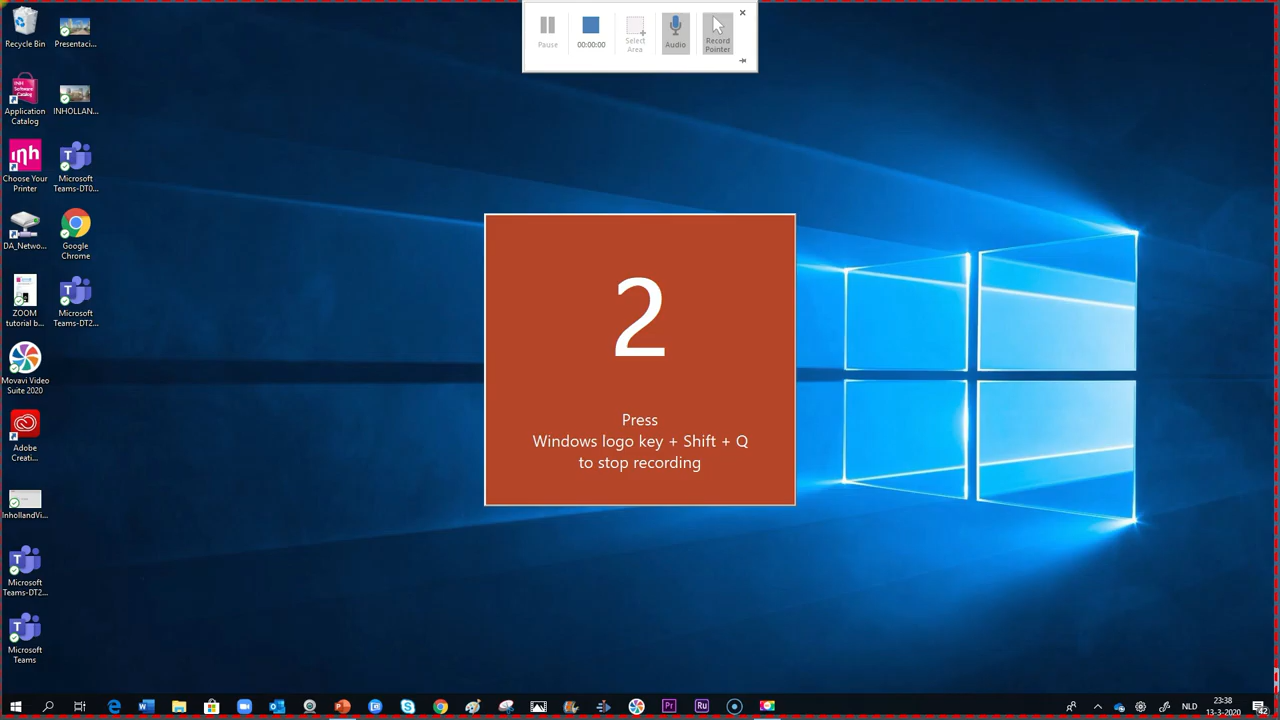 Pause
00:00:00
Select
Area
Audio
Record
Pointer
Recycle Bin
Presentaci...
Application
Catalog
INHOLLAN...
Choose Your
Printer
Microsoft
Teams-DT0...
DA_Netwo...
Google
Chrome
ZOOM
tutorial b...
Microsoft
Teams-DT2...
Movavi Video
Suite 2020
Adobe
Creati...
InhollandVi...
Microsoft
Teams-DT2...
Microsoft
Teams
2
Press
Windows logo key + Shift + Q
to stop recording
NLD
23:38
13-3-2020